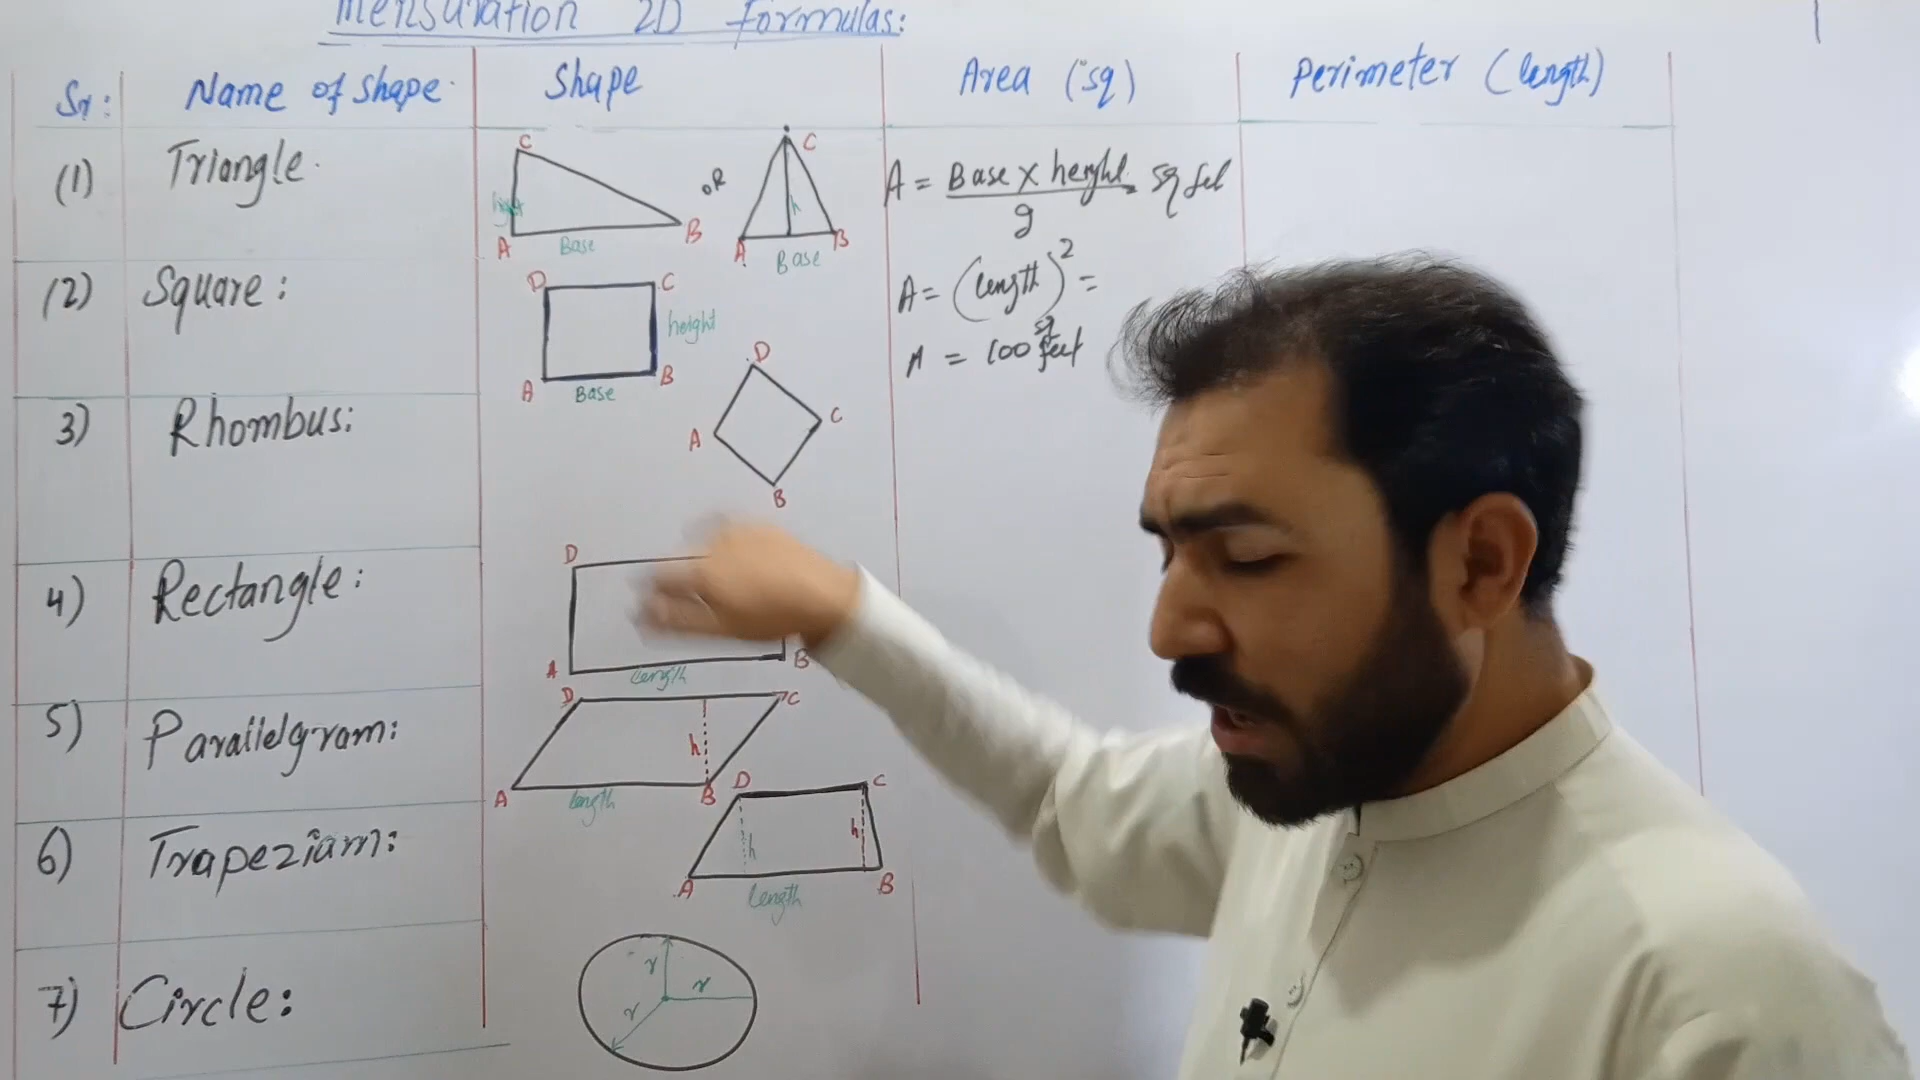 Mensuration 2D Formulas:
Sr: Name of shape. Shape Area (sq) Perimeter (length)
(1) Triangle.
C
A
Base
B
OR
C
h
A
B
Base
A = Base x height
2
(2) Square:
D C
height
A B
Base
A = (length)² =
A = 100 sq feet
3) Rhombus:
D
A C
B
4) Rectangle:
D
A B
length
5) Parallelgram:
D C
h
A B
length
6) Trapeziam:
D C
h h
A B
length
7) Circle:
r r
r